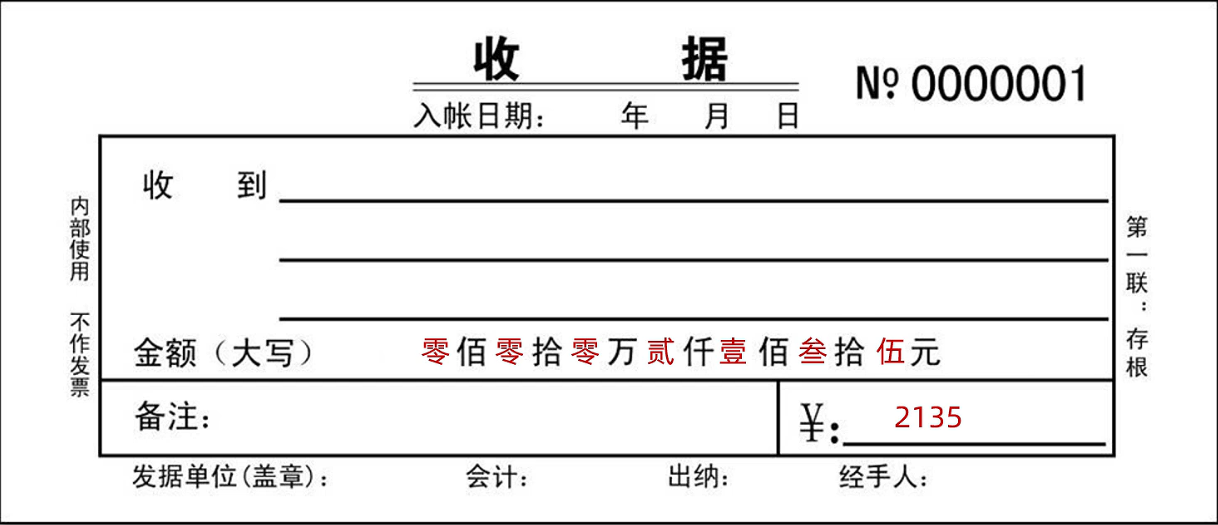 收 据
№ 0000001
入帐日期： 年 月 日
内部使用 不作发票
收 到
金额（大写） 零佰零拾零万贰仟壹佰叁拾伍元
备注：
￥： 2135
第一联：存根
发据单位(盖章)： 会计： 出纳： 经手人：